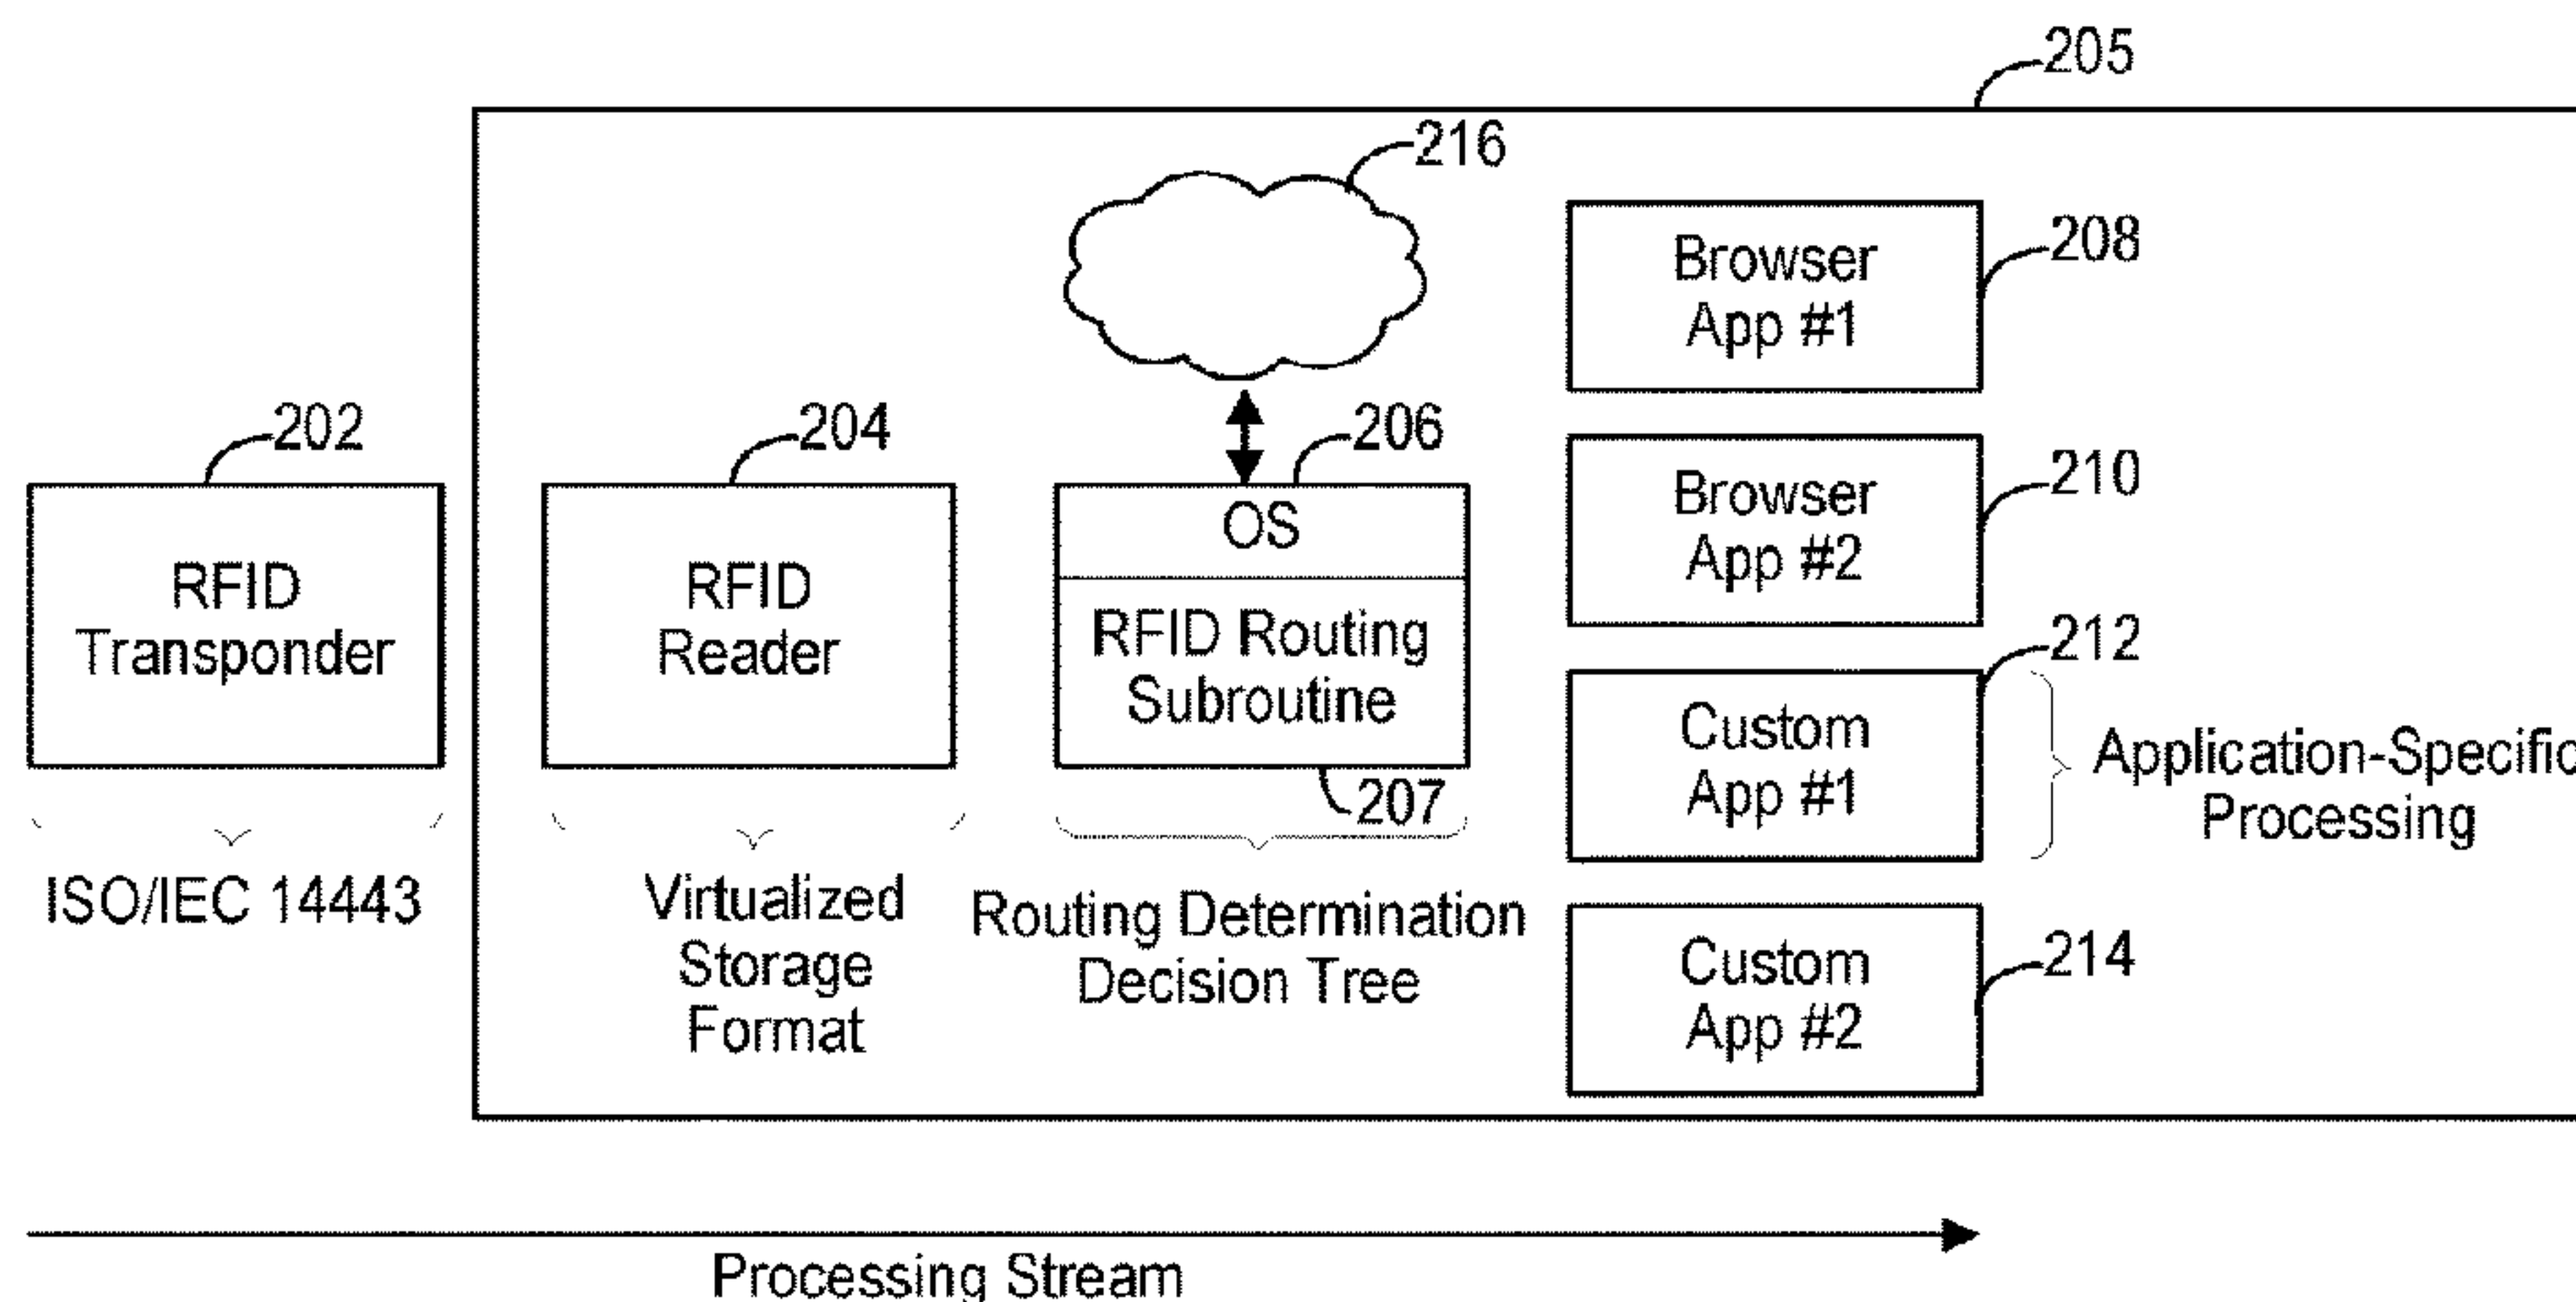 205
216
Browser
App #1
208
202
204
206
Browser
App #2
210
RFID
Transponder
RFID
Reader
OS
RFID Routing
Subroutine
207
212
Custom
App #1
Application-Specific
Processing
ISO/IEC 14443
Virtualized
Storage
Format
Routing Determination
Decision Tree
Custom
App #2
214
Processing Stream